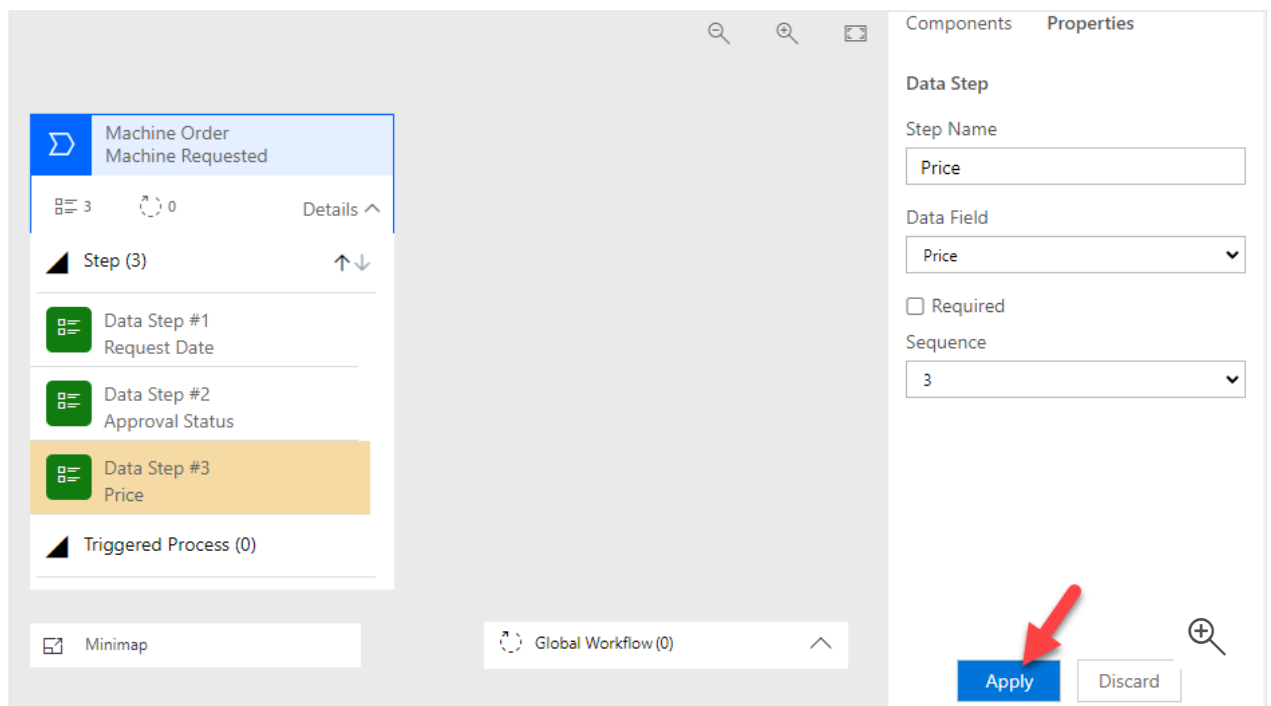 Components Properties
Machine Order
Machine Requested
3 0 Details
Step (3)
Data Step #1
Request Date
Data Step #2
Approval Status
Data Step #3
Price
Triggered Process (0)
Minimap
Global Workflow (0)
Data Step
Step Name
Price
Data Field
Price
Required
Sequence
3
Apply Discard